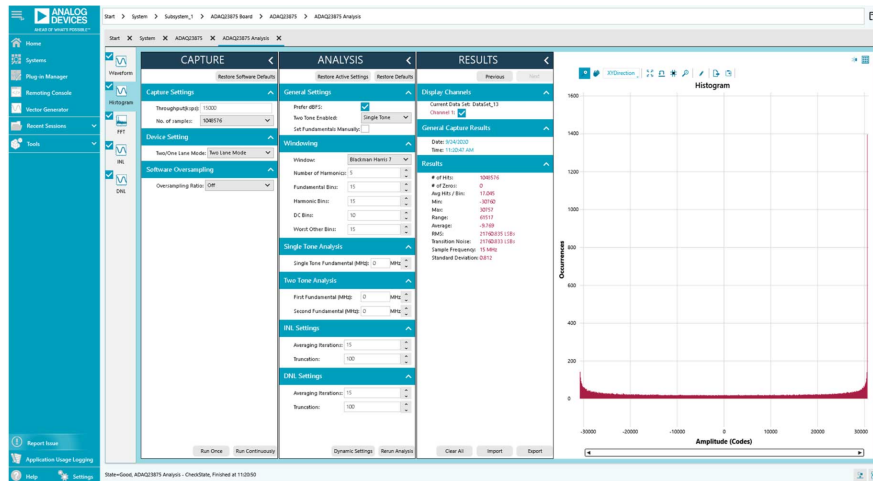 ANALOG
DEVICES
AHEAD OF WHAT'S POSSIBLE™
Home
Systems
Plug-in Manager
Remoting Console
Vector Generator
Recent Sessions
Tools
Report Issue
Application Usage Logging
Help
Settings
Start > System > Subsystem_1 > ADAQ23875 Board > ADAQ23875 > ADAQ23875 Analysis
Start X System X ADAQ23875 X ADAQ23875 Analysis X
Waveform
Histogram
FFT
INL
DNL
CAPTURE
Restore Software Defaults
Capture Settings
Throughput(ksps): 15000
No. of samples: 1048576
Device Setting
Two/One Lane Mode: Two Lane Mode
Software Oversampling
Oversampling Ratio: Off
Run Once Run Continuously
ANALYSIS
Restore Active Settings Restore Defaults
General Settings
Prefer dBFS:
Two Tone Enabled: Single Tone
Set Fundamentals Manually:
Windowing
Window: Blackman Harris 7
Number of Harmonics: 5
Fundamental Bins: 15
Harmonic Bins: 15
DC Bins: 10
Worst Other Bins: 15
Single Tone Analysis
Single Tone Fundamental (MHz): 0 MHz
Two Tone Analysis
First Fundamental (MHz): 0 MHz
Second Fundamental (MHz): 0 MHz
INL Settings
Averaging Iterations: 15
Truncation: 100
DNL Settings
Averaging Iterations: 15
Truncation: 100
Dynamic Settings Rerun Analysis
RESULTS
Previous Next
Display Channels
Current Data Set: DataSet_13
Channel 1:
General Capture Results
Date: 9/24/2020
Time: 11:20:47 AM
Results
# of Hits: 1048576
# of Zeros: 0
Avg Hits / Bin: 17.045
Min: -30760
Max: 30757
Range: 61517
Average: -9.769
RMS: 21760.835 LSBs
Transition Noise: 21760.833 LSBs
Sample Frequency: 15 MHz
Standard Deviation: 0.812
Clear All Import Export
XYDirection
Histogram
Occurrences
1600
1400
1200
1000
800
600
400
200
0
-30000 -20000 -10000 0 10000 20000 30000
Amplitude (Codes)
State=Good, ADAQ23875 Analysis - CheckState, Finished at 11:20:50